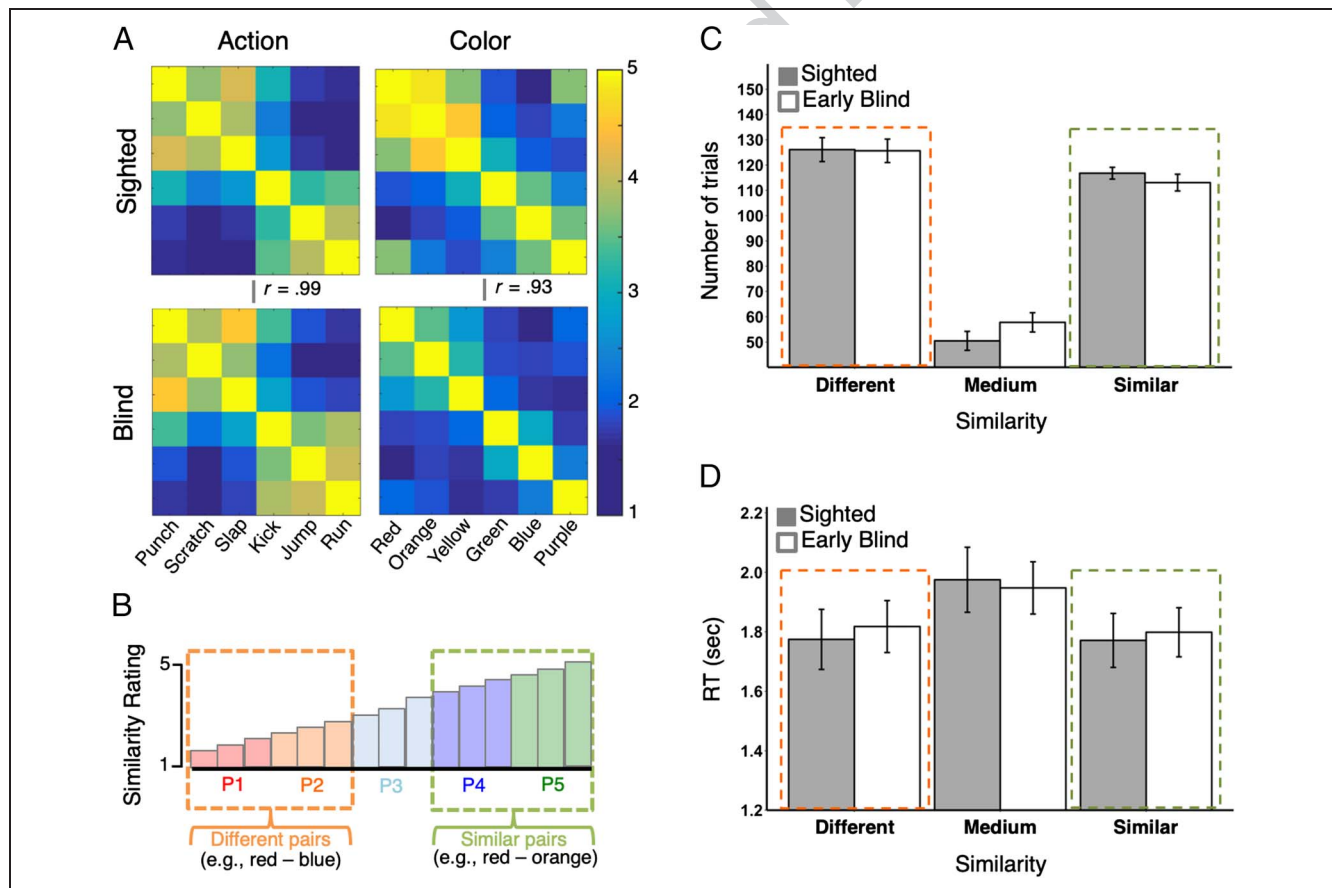 A
Action
Color
Sighted
5
4
3
2
1
r = .99
r = .93
Blind
Punch
Scratch
Slap
Kick
Jump
Run
Red
Orange
Yellow
Green
Blue
Purple
B
Similarity Rating
5
1
P1
P2
P3
P4
P5
Different pairs
(e.g., red – blue)
Similar pairs
(e.g., red – orange)
C
Sighted
Early Blind
Number of trials
150
140
130
120
110
100
90
80
70
60
50
Different
Medium
Similar
Similarity
D
Sighted
Early Blind
RT (sec)
2.2
2.0
1.8
1.6
1.4
1.2
Different
Medium
Similar
Similarity